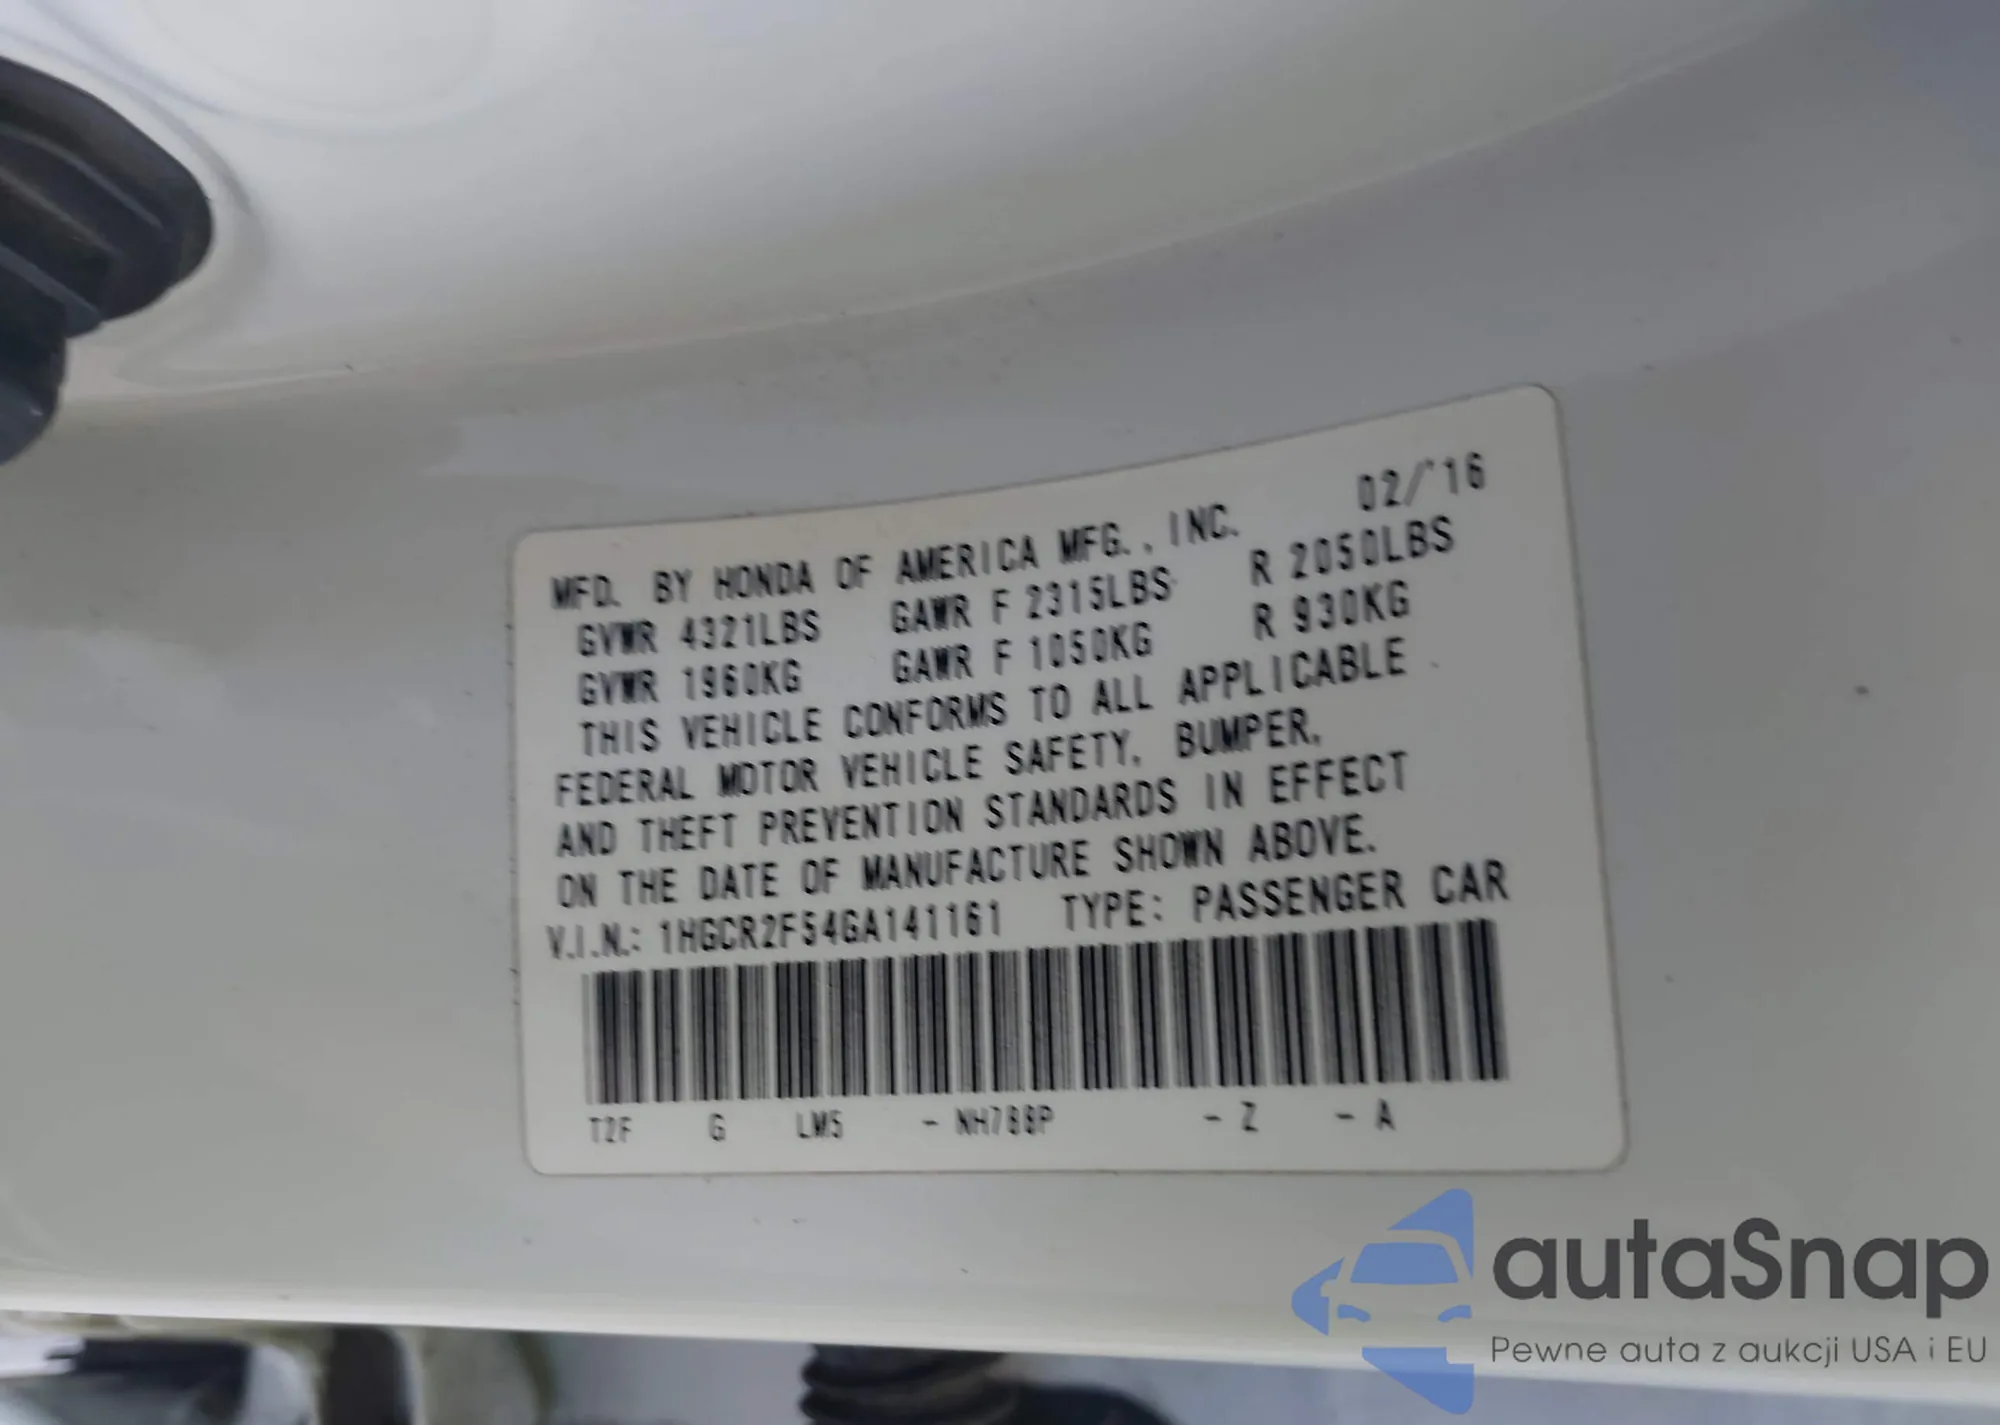 MFD. BY HONDA OF AMERICA MFG., INC. 02/'16
GVWR 4321LBS GAWR F 2315LBS R 2050LBS
GVWR 1960KG GAWR F 1050KG R 930KG
THIS VEHICLE CONFORMS TO ALL APPLICABLE
FEDERAL MOTOR VEHICLE SAFETY, BUMPER,
AND THEFT PREVENTION STANDARDS IN EFFECT
ON THE DATE OF MANUFACTURE SHOWN ABOVE.
V.I.N.: 1HGCR2F54GA141161 TYPE: PASSENGER CAR
T2F G LM5 - NH788P - Z - A
autaSnap
Pewne auta z aukcji USA i EU